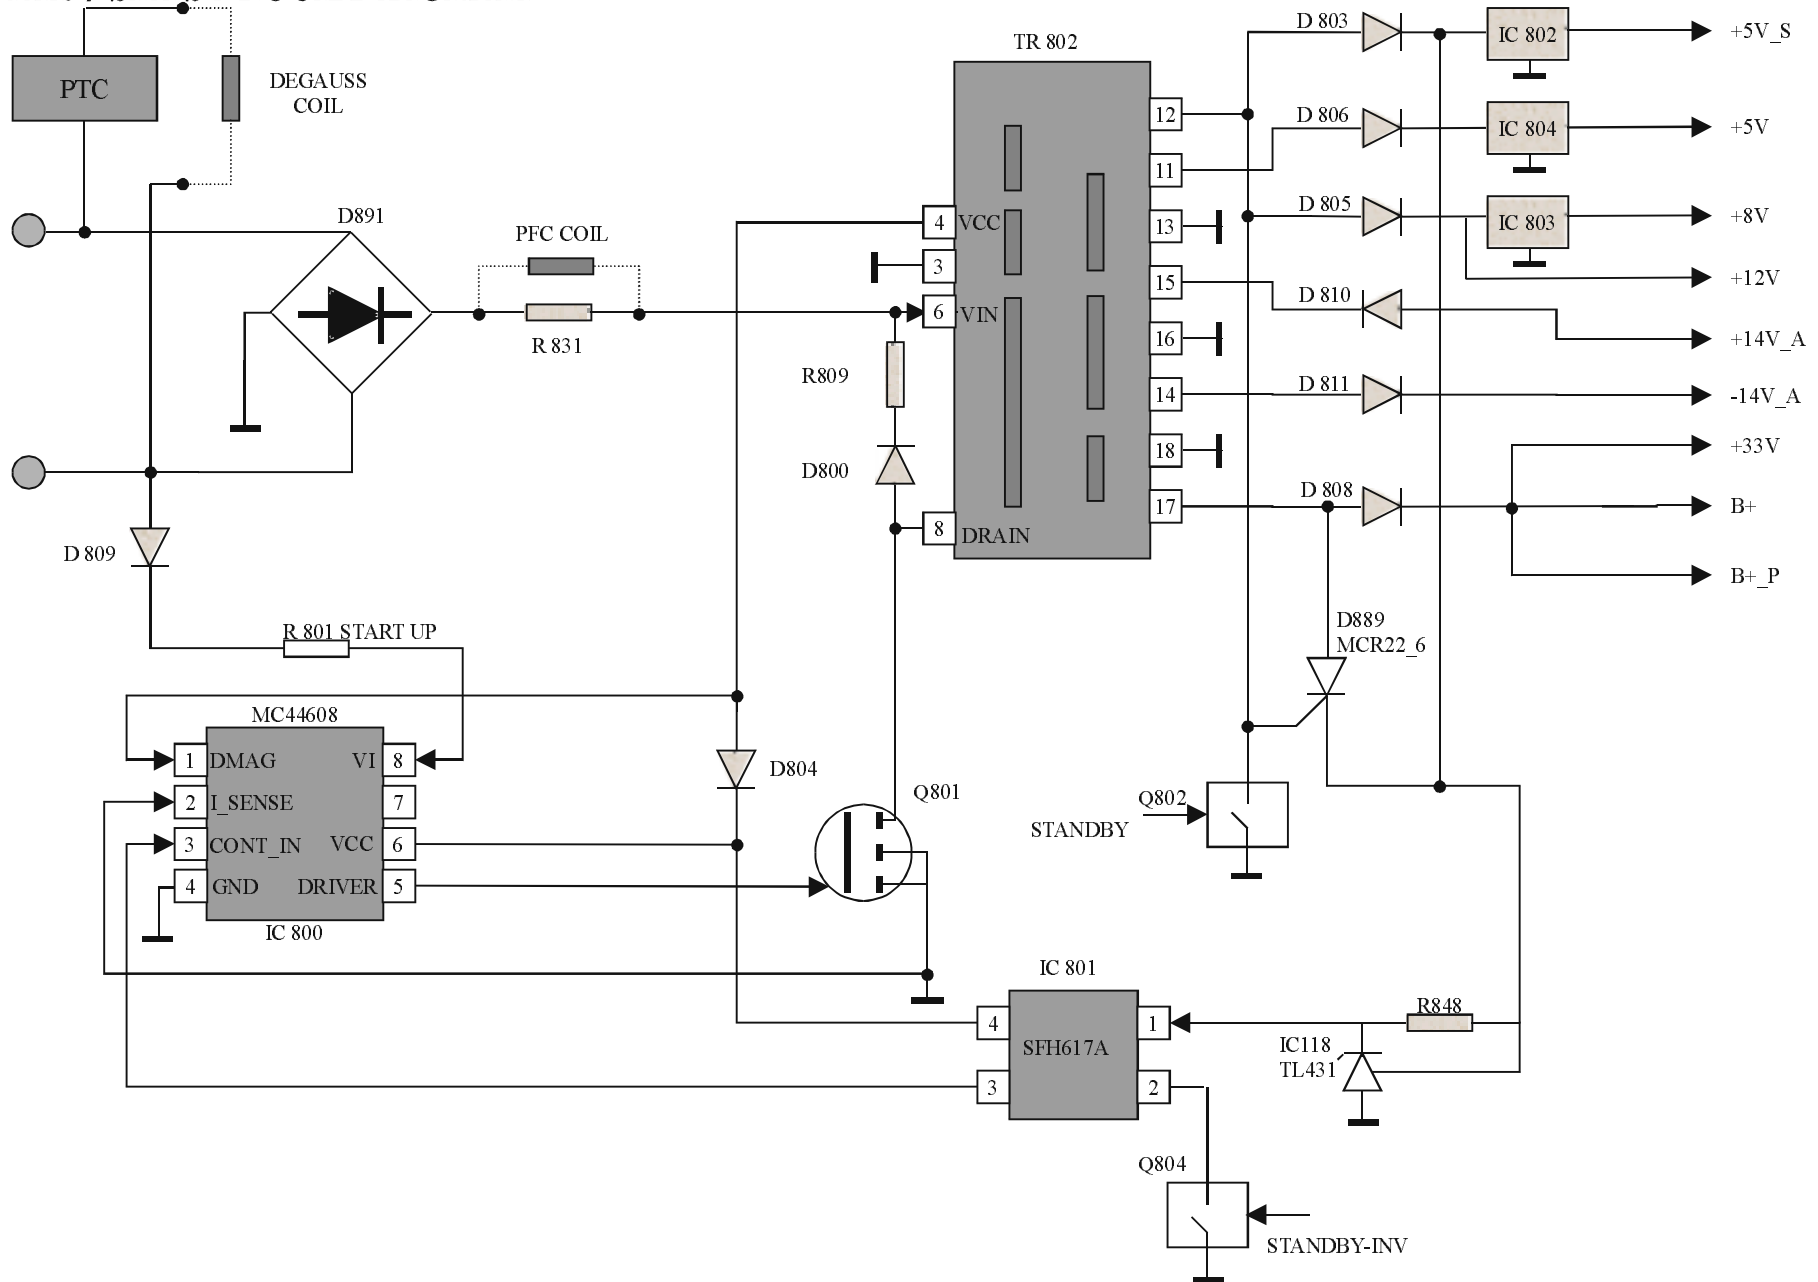 D 803
IC 802
+5V_S
TR 802
PTC
DEGAUSS
COIL
12
D 806
IC 804
+5V
11
D891
PFC COIL
4
VCC
13
D 805
IC 803
+8V
3
+12V
15
D 810
6
VIN
R 831
16
+14V_A
R809
14
D 811
-14V_A
+33V
D800
18
17
D 808
B+
8
DRAIN
D 809
B+_P
R 801 START UP
D889
MCR22_6
MC44608
1
DMAG
VI
8
D804
2
I_SENSE
7
Q801
Q802
STANDBY
3
CONT_IN
VCC
6
4
GND
DRIVER
5
IC 800
IC 801
4
1
R848
SFH617A
IC118
TL431
3
2
Q804
STANDBY-INV